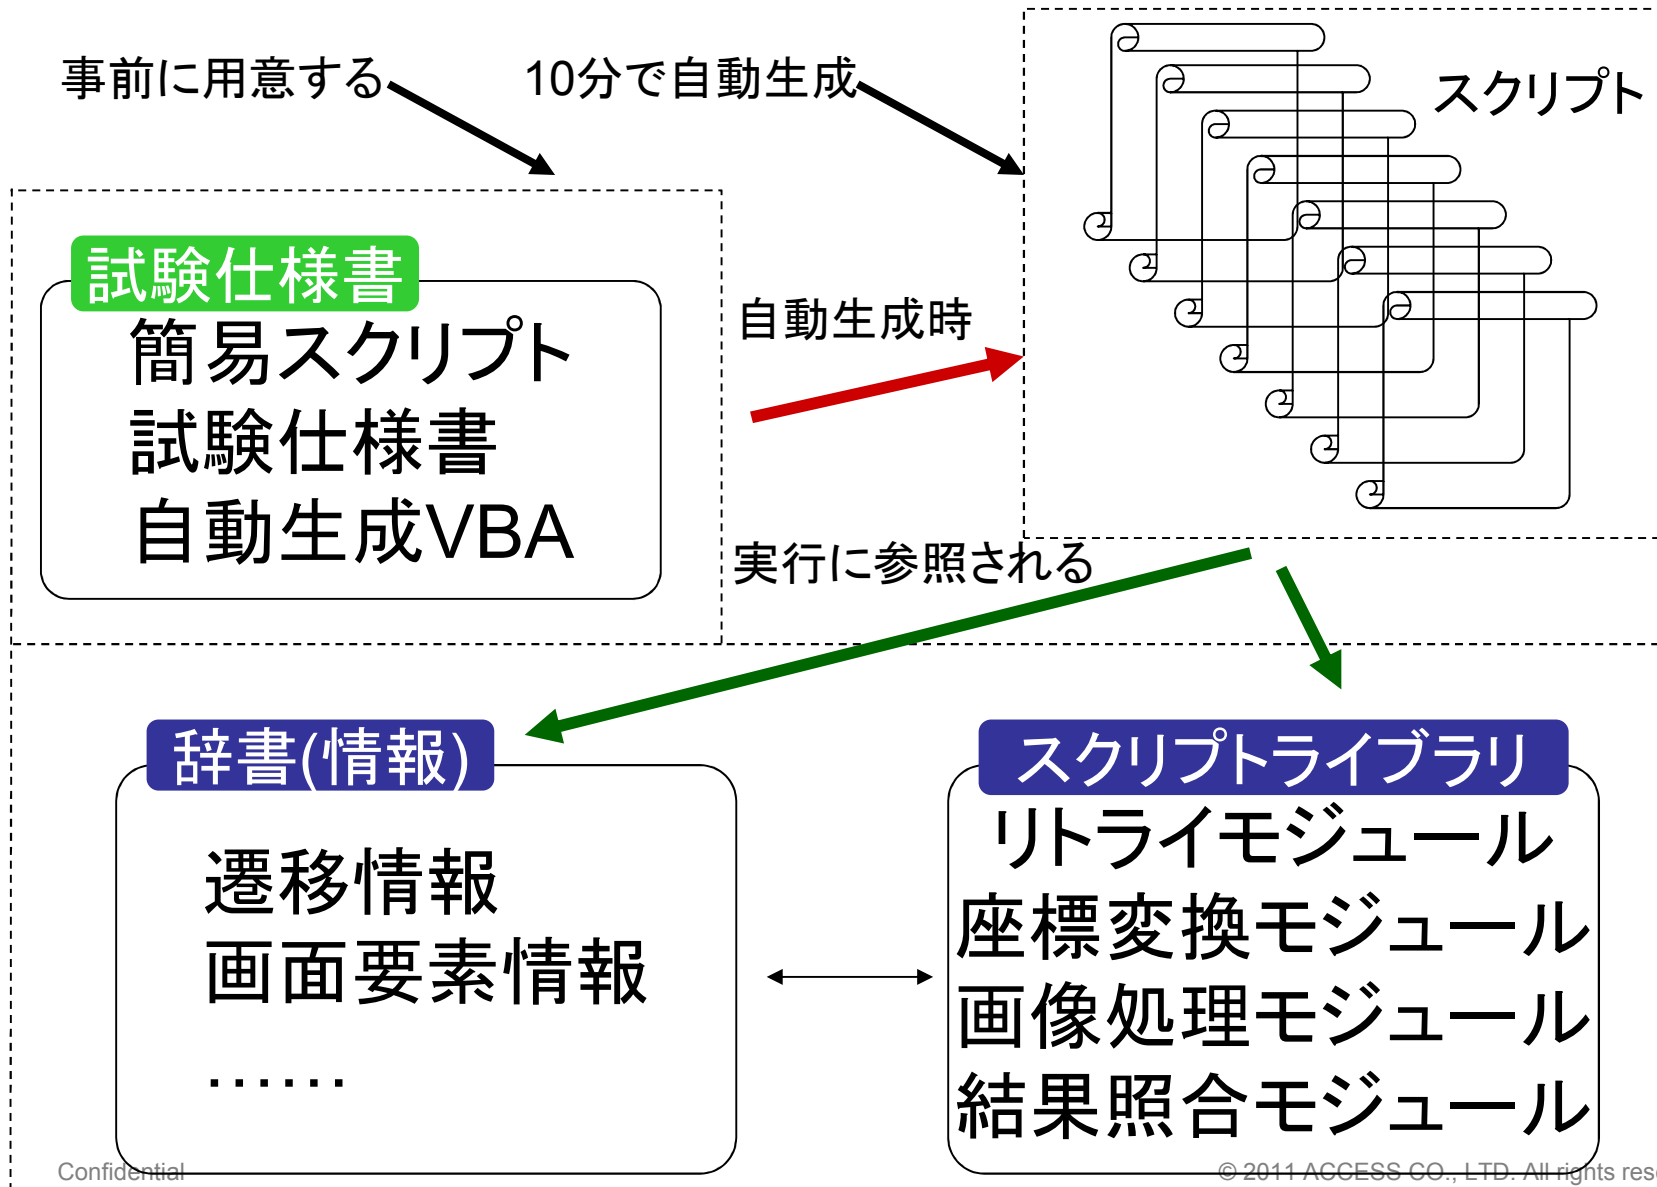 事前に用意する
10分で自動生成
スクリプト
試験仕様書
簡易スクリプト
試験仕様書
自動生成VBA
自動生成時
実行に参照される
辞書(情報)
遷移情報
画面要素情報
……
スクリプトライブラリ
リトライモジュール
座標変換モジュール
画像処理モジュール
結果照合モジュール
Confidential
© 2011 ACCESS CO., LTD. All rights rese